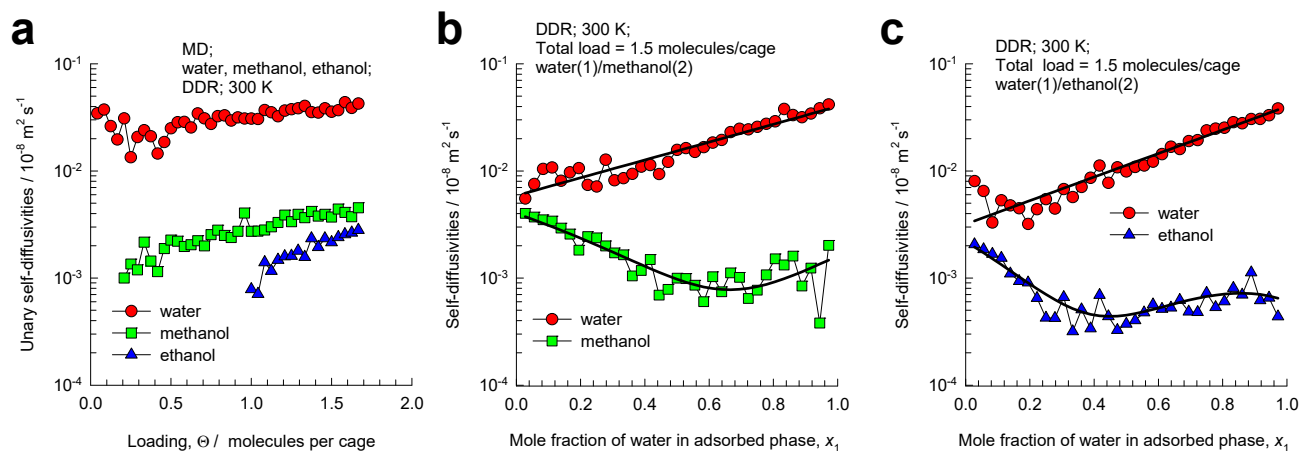 a
MD;
water, methanol, ethanol;
DDR; 300 K
Unary self-diffusivities / 10⁻⁸ m² s⁻¹
10⁻¹
10⁻²
10⁻³
10⁻⁴
water
methanol
ethanol
0.0 0.5 1.0 1.5 2.0
Loading, Θ / molecules per cage
b
DDR; 300 K;
Total load = 1.5 molecules/cage
water(1)/methanol(2)
Self-diffusivities / 10⁻⁸ m² s⁻¹
10⁻¹
10⁻²
10⁻³
10⁻⁴
water
methanol
0.0 0.2 0.4 0.6 0.8 1.0
Mole fraction of water in adsorbed phase, x₁
c
DDR; 300 K;
Total load = 1.5 molecules/cage
water(1)/ethanol(2)
Self-diffusivities / 10⁻⁸ m² s⁻¹
10⁻¹
10⁻²
10⁻³
10⁻⁴
water
ethanol
0.0 0.2 0.4 0.6 0.8 1.0
Mole fraction of water in adsorbed phase, x₁